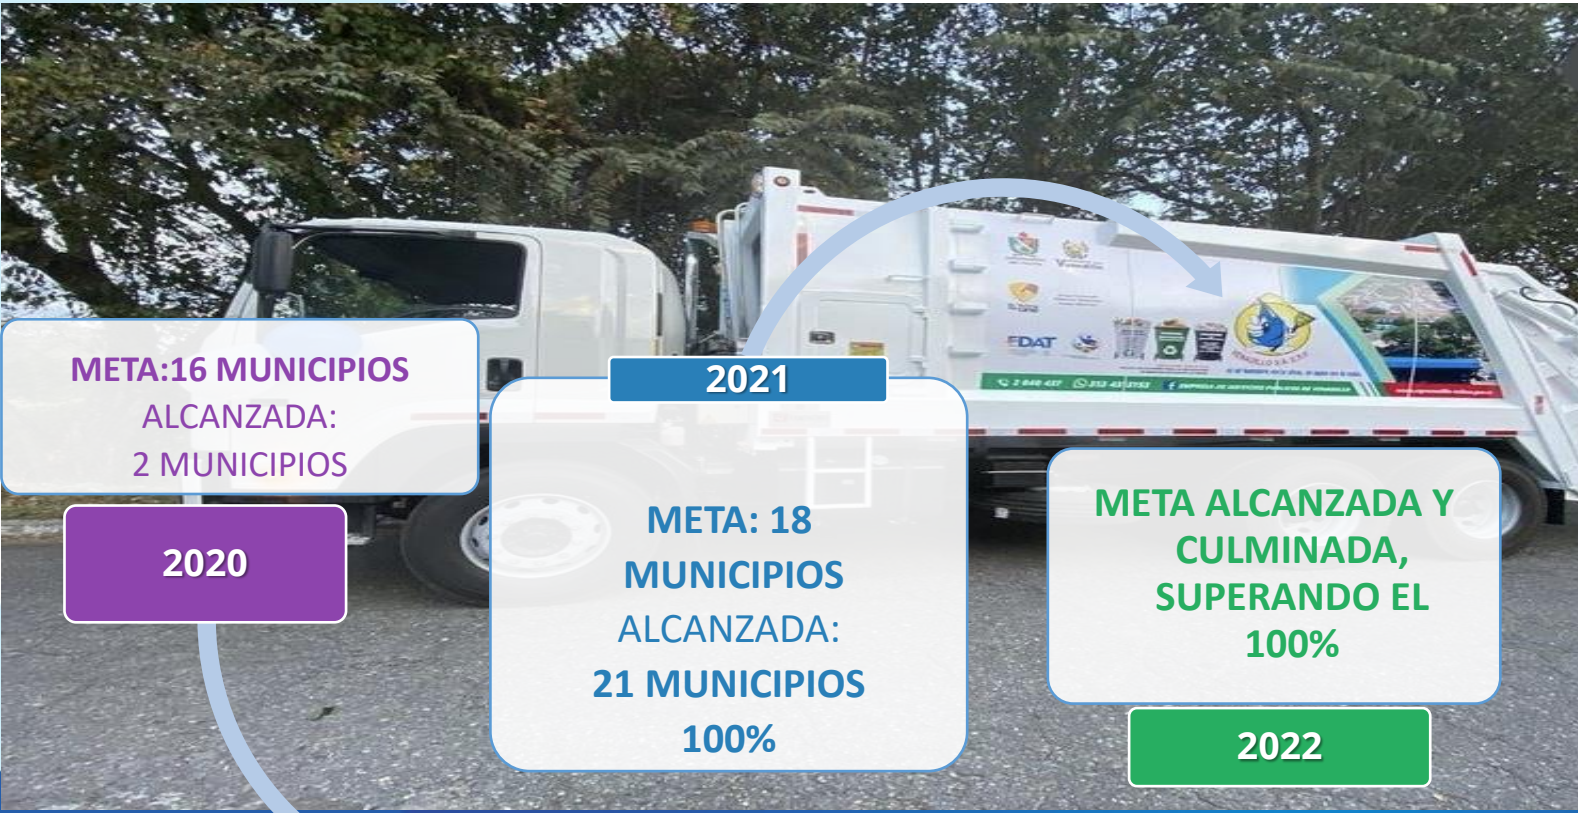 META:16 MUNICIPIOS
ALCANZADA:
2 MUNICIPIOS
2020
2021
META: 18
MUNICIPIOS
ALCANZADA:
21 MUNICIPIOS
100%
META ALCANZADA Y
CULMINADA,
SUPERANDO EL
100%
2022
EDAT